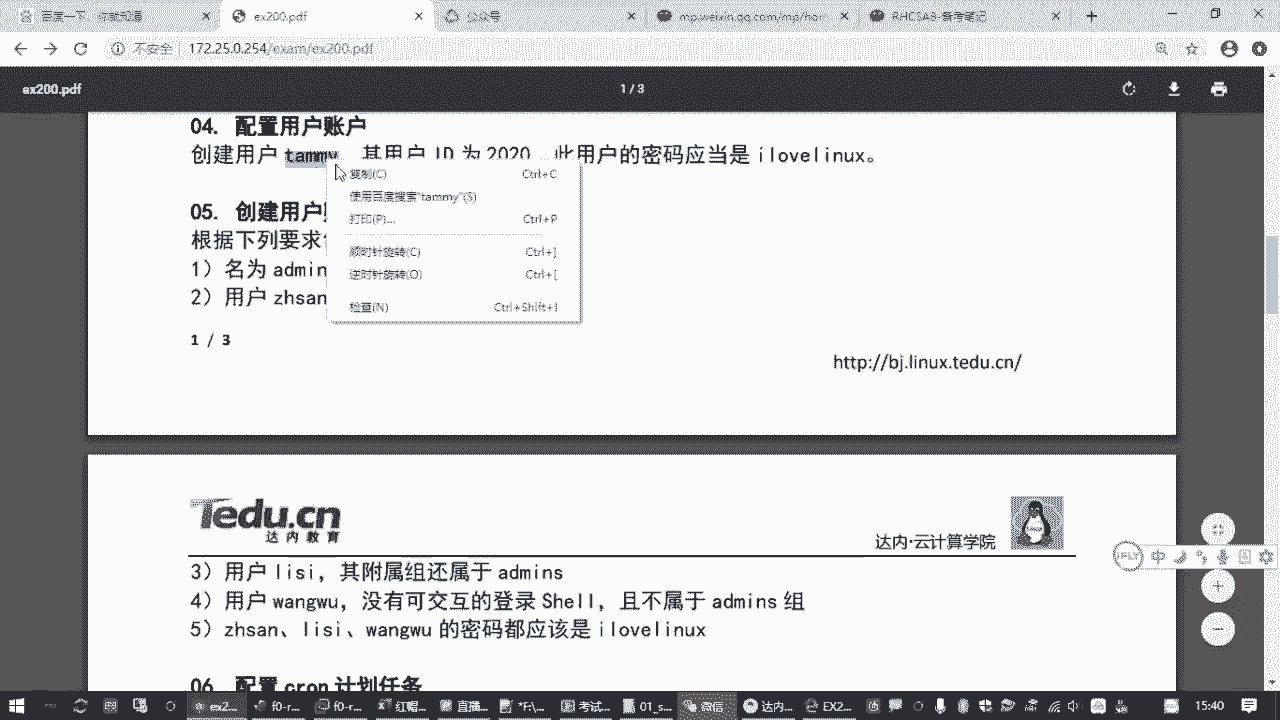 百度一下，你就知道
ex200.pdf
公众号
mp.weixin.qq.com/mp/hom
RHCSA8-备考笔记
不安全 172.25.0.254/exam/ex200.pdf
ex200.pdf
1 / 3
04. 配置用户账户
创建用户 tammy，其用户 ID 为 2020，此用户的密码应当是 ilovelinux。
复制(C) Ctrl+C
使用百度搜索"tammy"(S)
打印(P)... Ctrl+P
顺时针旋转(C) Ctrl+]
逆时针旋转(O) Ctrl+[
检查(N) Ctrl+Shift+I
05. 创建用户
根据下列要求
1）名为 admin
2）用户 zhsan
1 / 3
http://bj.linux.tedu.cn/
Tedu.cn
达内教育
达内·云计算学院
3）用户 lisi，其附属组还属于 admins
4）用户 wangwu，没有可交互的登录 Shell，且不属于 admins 组
5）zhsan、lisi、wangwu 的密码都应该是 ilovelinux
06. 配置 cron 计划任务
iFLY 中
ex2... f0-r... f0-r... 红帽... 直播... "F:\... 考试... 01_s... 微信 达内... EX2...
15:40